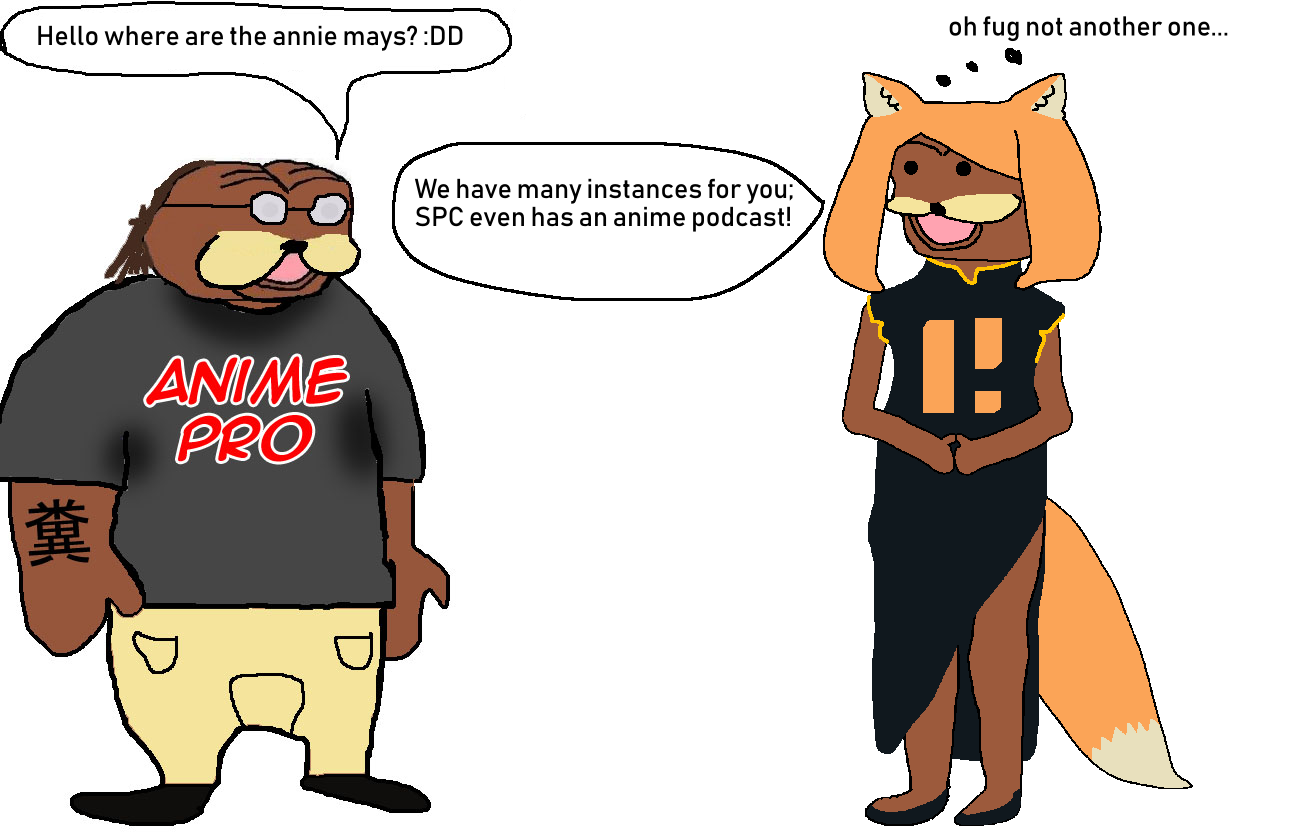 Hello where are the annie mays? :DD
oh fug not another one...
We have many instances for you;
SPC even has an anime podcast!
ANIME
PRO
糞